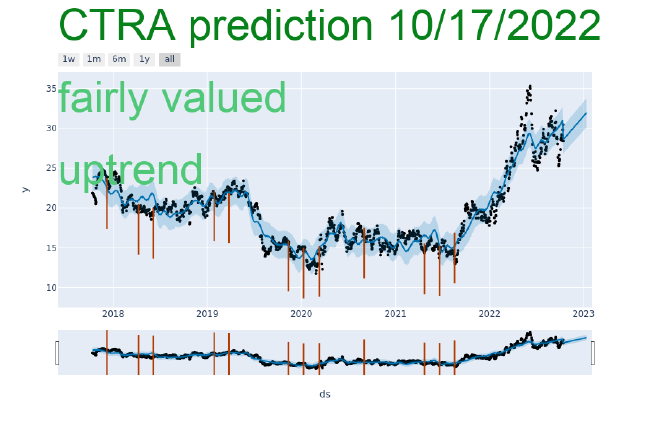 CTRA prediction 10/17/2022
1w 1m 6m 1y all
fairly valued
uptrend
35
30
25
20
15
10
y
2018 2019 2020 2021 2022 2023
ds